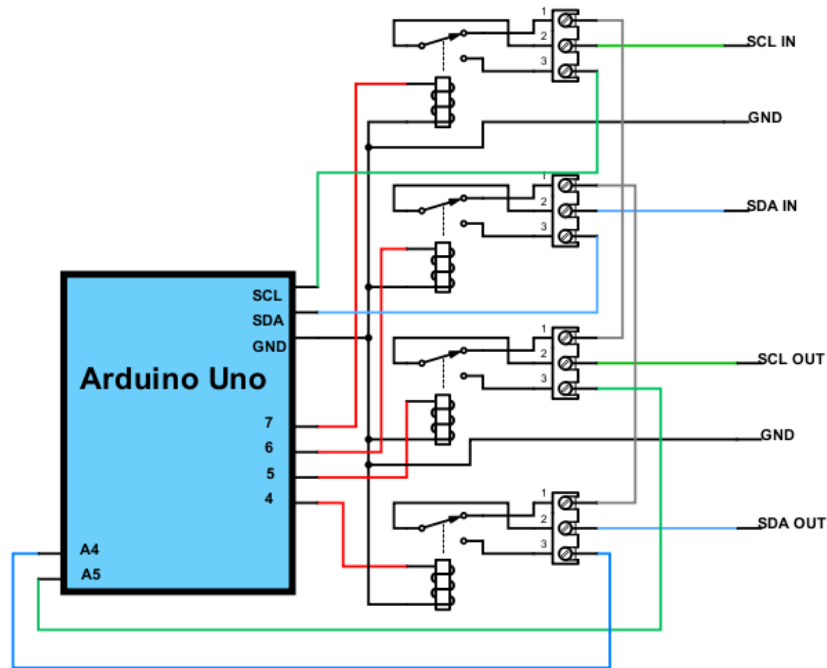 1
2
3
SCL IN
GND
1
2
3
SDA IN
SCL
SDA
GND
Arduino Uno
7
6
5
4
A4
A5
1
2
3
SCL OUT
GND
1
2
3
SDA OUT